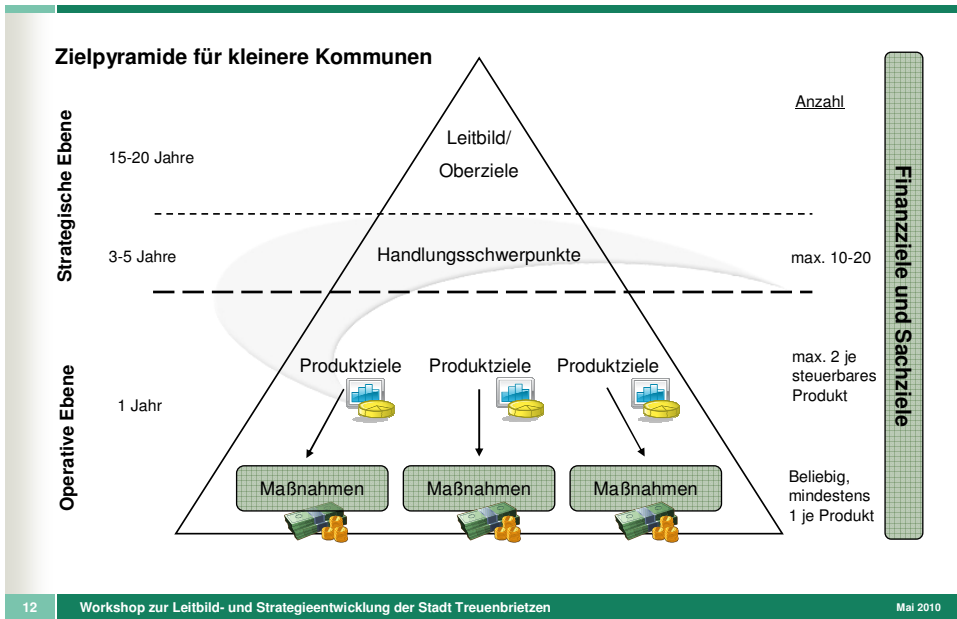 Zielpyramide für kleinere Kommunen
Anzahl
Strategische Ebene
15-20 Jahre
Leitbild/
Oberziele
3-5 Jahre
Handlungsschwerpunkte
max. 10-20
Finanzziele und Sachziele
Operative Ebene
1 Jahr
Produktziele
Produktziele
Produktziele
max. 2 je
steuerbares
Produkt
Maßnahmen
Maßnahmen
Maßnahmen
Beliebig,
mindestens
1 je Produkt
12 Workshop zur Leitbild- und Strategieentwicklung der Stadt Treuenbrietzen Mai 2010